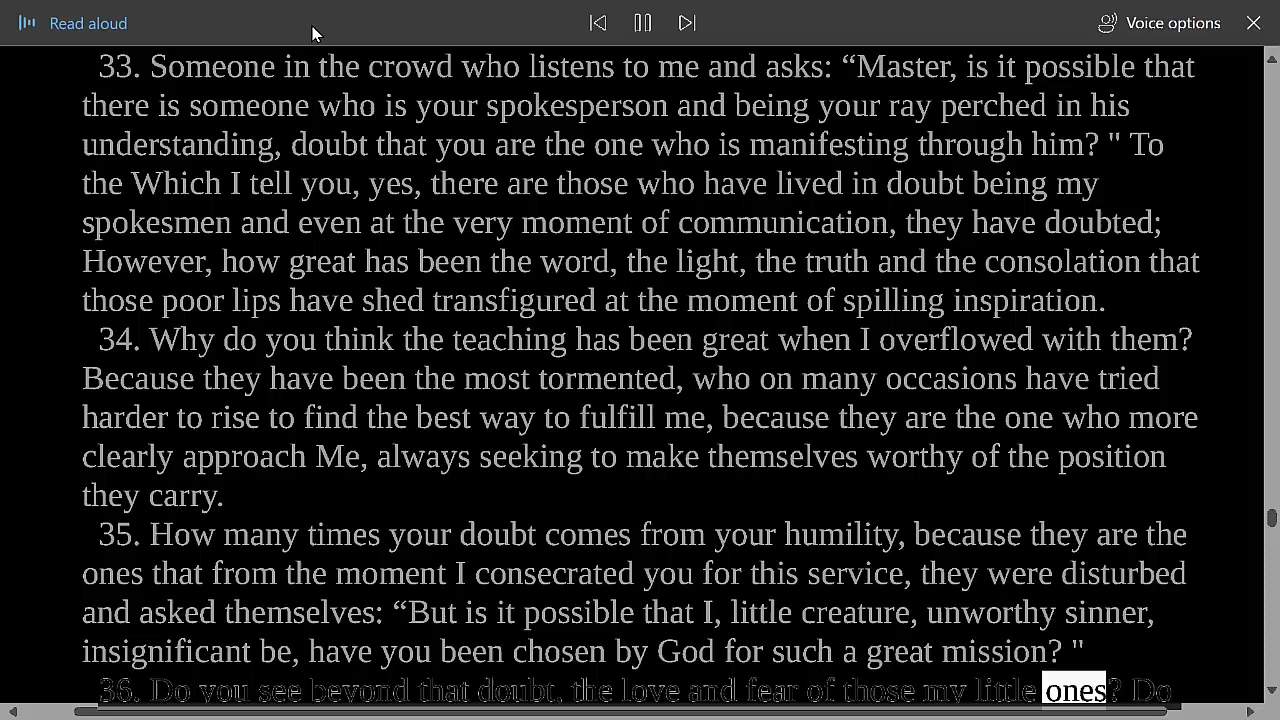 Read aloud
Voice options
33. Someone in the crowd who listens to me and asks: “Master, is it possible that
there is someone who is your spokesperson and being your ray perched in his
understanding, doubt that you are the one who is manifesting through him? " To
the Which I tell you, yes, there are those who have lived in doubt being my
spokesmen and even at the very moment of communication, they have doubted;
However, how great has been the word, the light, the truth and the consolation that
those poor lips have shed transfigured at the moment of spilling inspiration.
34. Why do you think the teaching has been great when I overflowed with them?
Because they have been the most tormented, who on many occasions have tried
harder to rise to find the best way to fulfill me, because they are the one who more
clearly approach Me, always seeking to make themselves worthy of the position
they carry.
35. How many times your doubt comes from your humility, because they are the
ones that from the moment I consecrated you for this service, they were disturbed
and asked themselves: “But is it possible that I, little creature, unworthy sinner,
insignificant be, have you been chosen by God for such a great mission? "
36. Do you see beyond that doubt, the love and fear of those my little ones? Do